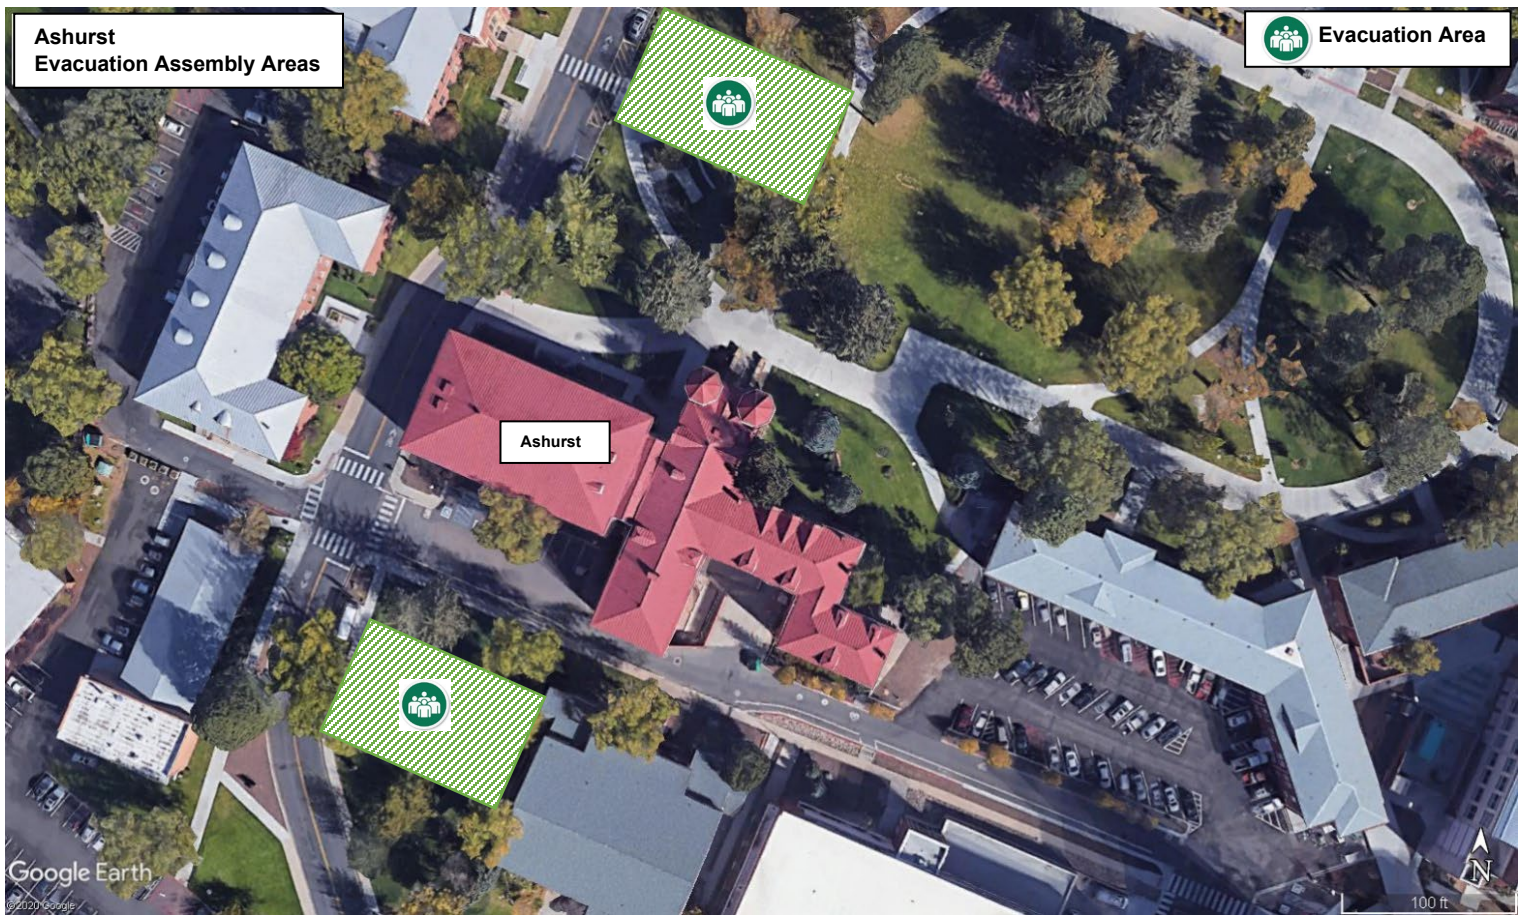 Ashurst
Evacuation Assembly Areas
Evacuation Area
Ashurst
Google Earth
©2020 Google
N
100 ft